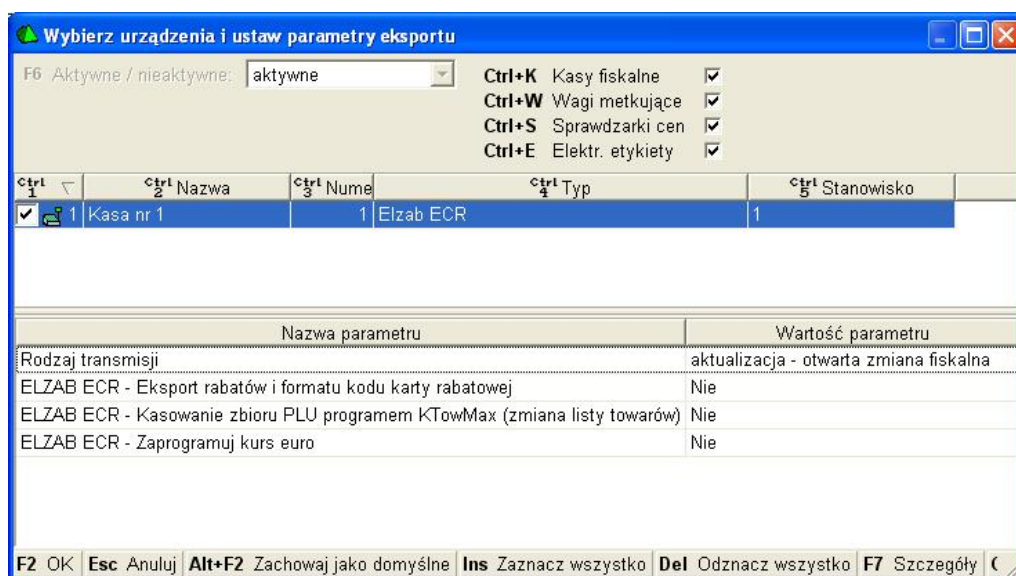 Wybierz urządzenia i ustaw parametry eksportu
F6 Aktywne / nieaktywne: aktywne
Ctrl+K Kasy fiskalne
Ctrl+W Wagi metkujące
Ctrl+S Sprawdzarki cen
Ctrl+E Elektr. etykiety
Ctrl 1 Ctrl 2 Nazwa Ctrl 3 Nume Ctrl 4 Typ Ctrl 5 Stanowisko
1 Kasa nr 1 1 Elzab ECR 1
Nazwa parametru Wartość parametru
Rodzaj transmisji aktualizacja - otwarta zmiana fiskalna
ELZAB ECR - Eksport rabatów i formatu kodu karty rabatowej Nie
ELZAB ECR - Kasowanie zbioru PLU programem KTowMax (zmiana listy towarów) Nie
ELZAB ECR - Zaprogramuj kurs euro Nie
F2 OK Esc Anuluj Alt+F2 Zachowaj jako domyślne Ins Zaznacz wszystko Del Odznacz wszystko F7 Szczegóły